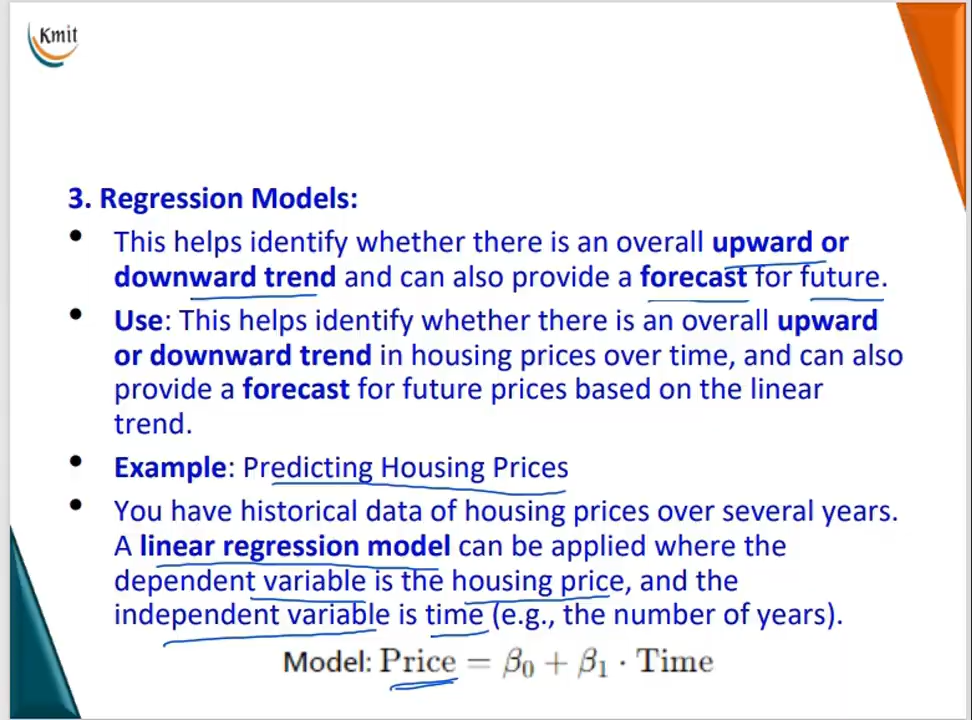 Kmit
3. Regression Models:
• This helps identify whether there is an overall upward or
downward trend and can also provide a forecast for future.
• Use: This helps identify whether there is an overall upward
or downward trend in housing prices over time, and can also
provide a forecast for future prices based on the linear
trend.
• Example: Predicting Housing Prices
• You have historical data of housing prices over several years.
A linear regression model can be applied where the
dependent variable is the housing price, and the
independent variable is time (e.g., the number of years).
Model: Price = β₀ + β₁ · Time